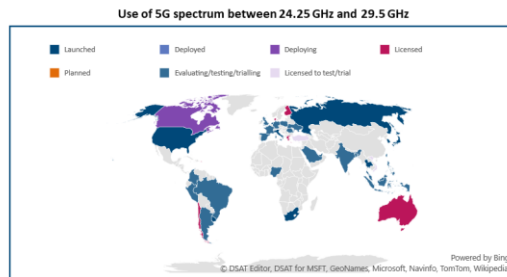 Use of 5G spectrum between 24.25 GHz and 29.5 GHz
Launched Deployed Deploying Licensed
Planned Evaluating/testing/trialling Licensed to test/trial
Powered by Bing
© DSAT Editor, DSAT for MSFT, GeoNames, Microsoft, Navinfo, TomTom, Wikipedia